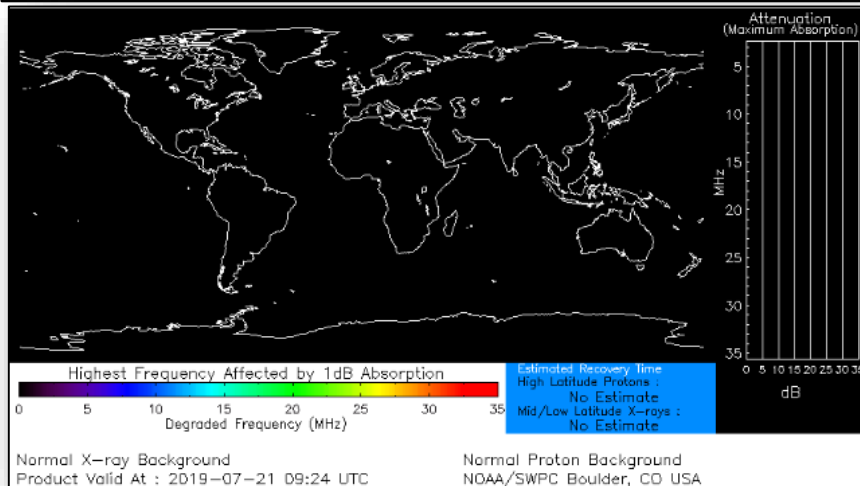 Attenuation
(Maximum Absorption)
5
10
15
20
25
30
35
MHz
0 5 10 15 20 25 30 35
dB
Highest Frequency Affected by 1dB Absorption
0 5 10 15 20 25 30 35
Degraded Frequency (MHz)
Estimated Recovery Time
High Latitude Protons :
No Estimate
Mid/Low Latitude X-rays :
No Estimate
Normal X-ray Background
Product Valid At : 2019-07-21 09:24 UTC
Normal Proton Background
NOAA/SWPC Boulder, CO USA